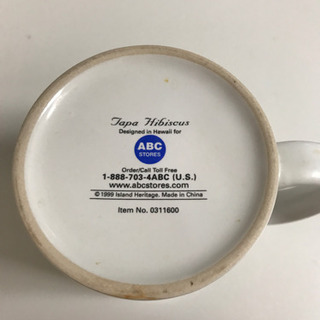 Tapa Hibiscus
Designed in Hawaii for
ABC
STORES
Order/Call Toll Free
1-888-703-4ABC (U.S.)
www.abcstores.com
©1999 Island Heritage. Made in China
Item No. 0311600